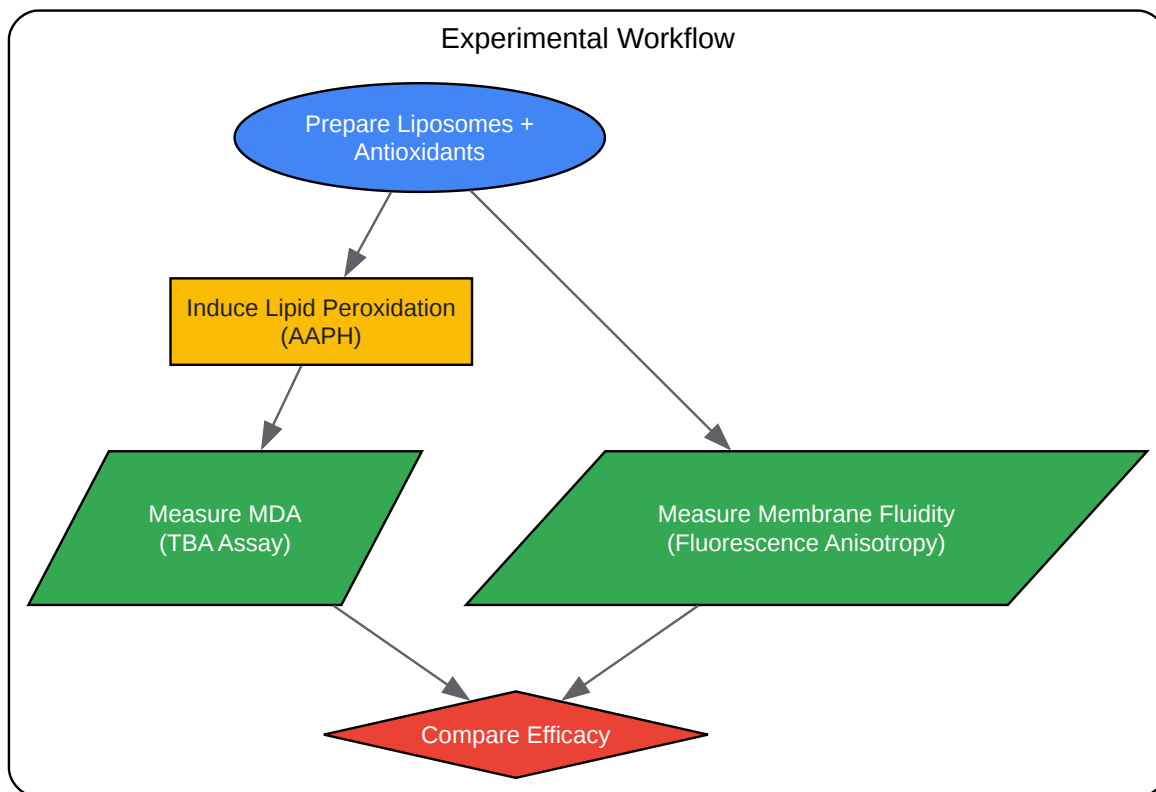 Experimental Workflow
Prepare Liposomes +
Antioxidants
Induce Lipid Peroxidation
(AAPH)
Measure MDA
(TBA Assay)
Measure Membrane Fluidity
(Fluorescence Anisotropy)
Compare Efficacy